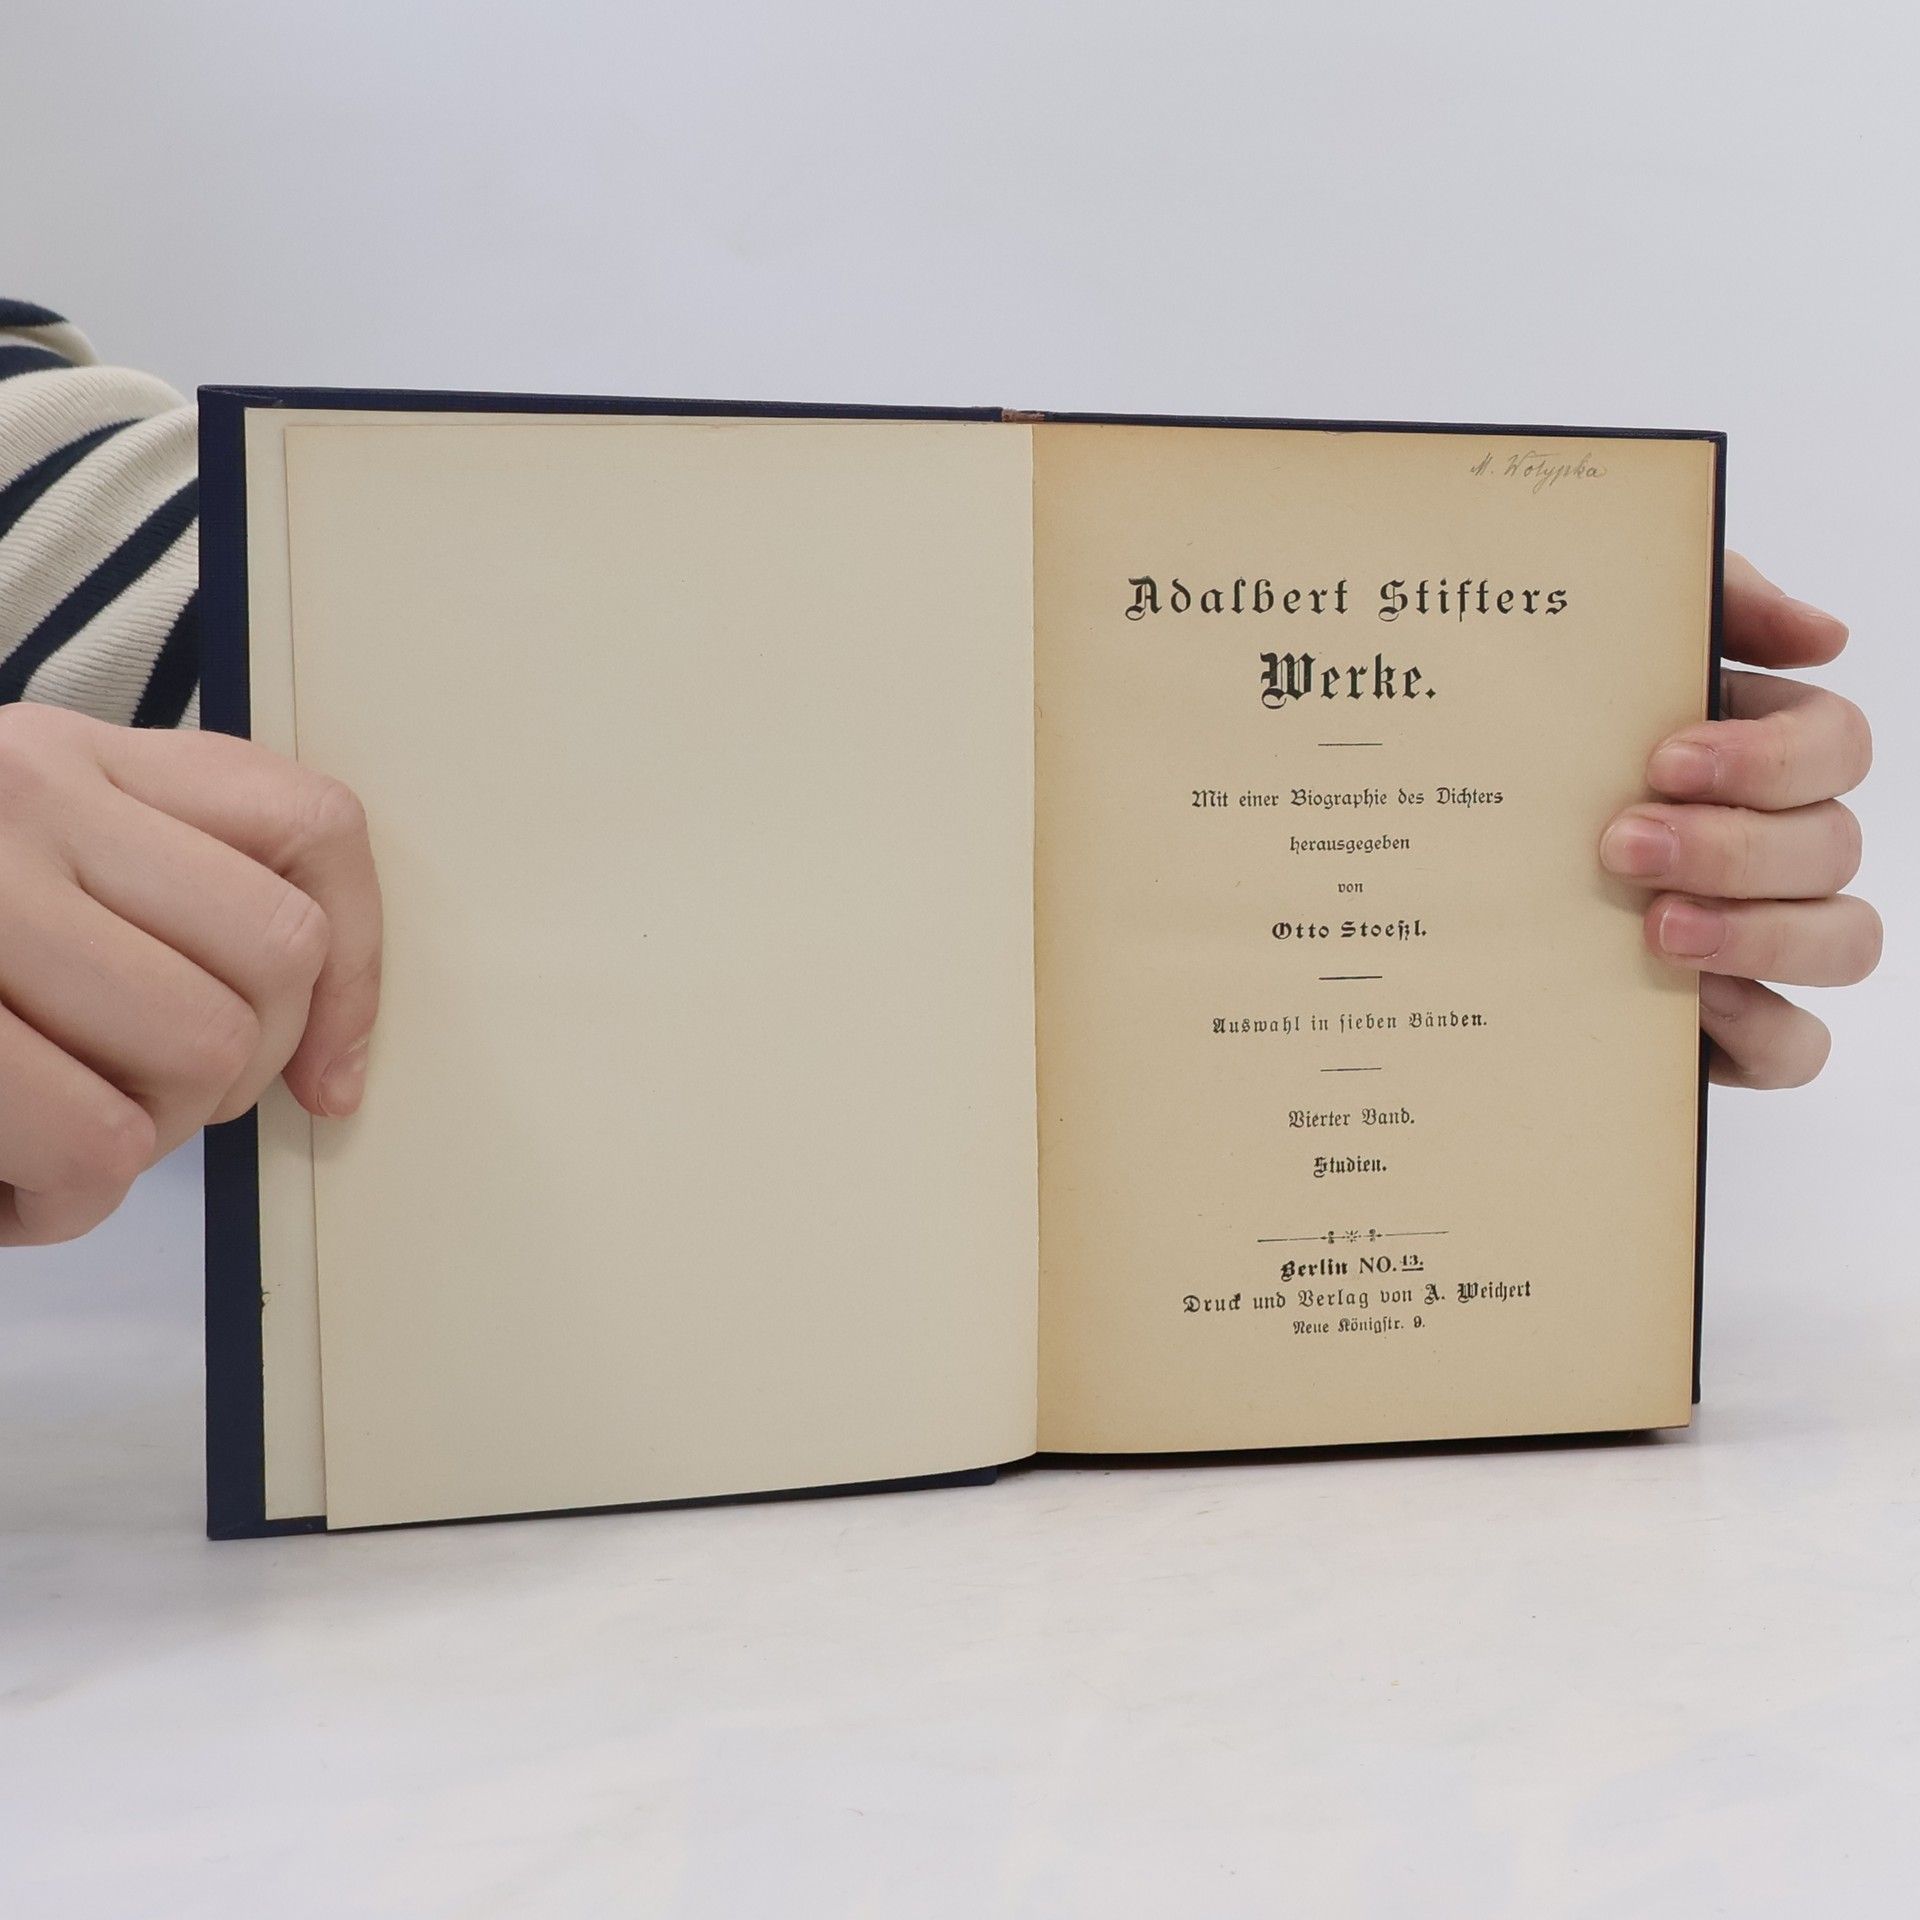 M. Wotypka
Adalbert Stifters
Werke.
Mit einer Biographie des Dichters
herausgegeben
von
Otto Stoeßl.
Auswahl in sieben Bänden.
Vierter Band.
Studien.
Berlin NO. 43.
Druck und Verlag von A. Weichert
Neue Königstr. 9.